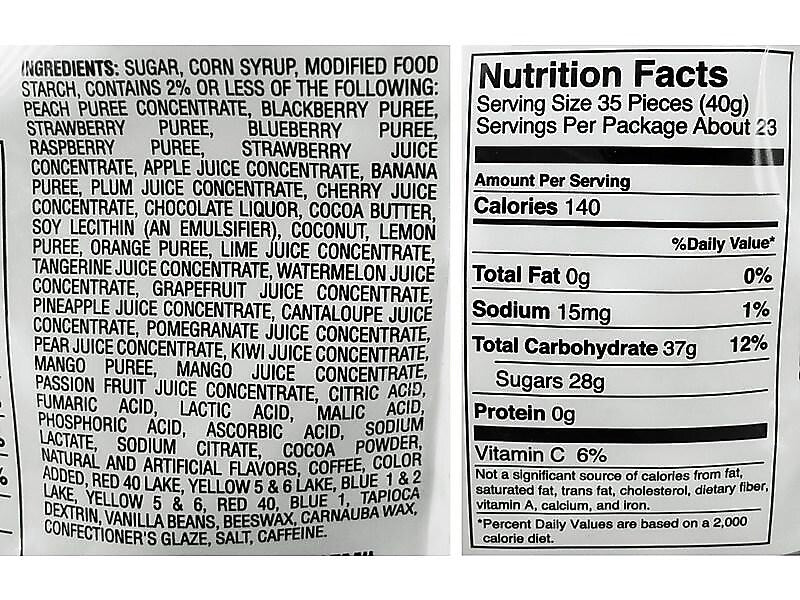 INGREDIENTS: SUGAR, CORN SYRUP, MODIFIED FOOD
STARCH, CONTAINS 2% OR LESS OF THE FOLLOWING:
PEACH PUREE CONCENTRATE, BLACKBERRY PUREE,
STRAWBERRY PUREE, BLUEBERRY PUREE,
RASPBERRY PUREE, STRAWBERRY JUICE
CONCENTRATE, APPLE JUICE CONCENTRATE, BANANA
PUREE, PLUM JUICE CONCENTRATE, CHERRY JUICE
CONCENTRATE, CHOCOLATE LIQUOR, COCOA BUTTER,
SOY LECITHIN (AN EMULSIFIER), COCONUT, LEMON
PUREE, ORANGE PUREE, LIME JUICE CONCENTRATE,
TANGERINE JUICE CONCENTRATE, WATERMELON JUICE
CONCENTRATE, GRAPEFRUIT JUICE CONCENTRATE,
PINEAPPLE JUICE CONCENTRATE, CANTALOUPE JUICE
CONCENTRATE, POMEGRANATE JUICE CONCENTRATE,
PEAR JUICE CONCENTRATE, KIWI JUICE CONCENTRATE,
MANGO PUREE, MANGO JUICE CONCENTRATE,
PASSION FRUIT JUICE CONCENTRATE, CITRIC ACID,
FUMARIC ACID, LACTIC ACID, MALIC ACID,
PHOSPHORIC ACID, ASCORBIC ACID, SODIUM
LACTATE, SODIUM CITRATE, COCOA POWDER,
NATURAL AND ARTIFICIAL FLAVORS, COFFEE, COLOR
ADDED, RED 40 LAKE, YELLOW 5 & 6 LAKE, BLUE 1 & 2
LAKE, YELLOW 5 & 6, RED 40, BLUE 1, TAPIOCA
DEXTRIN, VANILLA BEANS, BEESWAX, CARNAUBA WAX,
CONFECTIONER'S GLAZE, SALT, CAFFEINE.
Nutrition Facts
Serving Size 35 Pieces (40g)
Servings Per Package About 23
Amount Per Serving
Calories 140
%Daily Value*
Total Fat 0g 0%
Sodium 15mg 1%
Total Carbohydrate 37g 12%
Sugars 28g
Protein 0g
Vitamin C 6%
Not a significant source of calories from fat,
saturated fat, trans fat, cholesterol, dietary fiber,
vitamin A, calcium, and iron.
*Percent Daily Values are based on a 2,000
calorie diet.